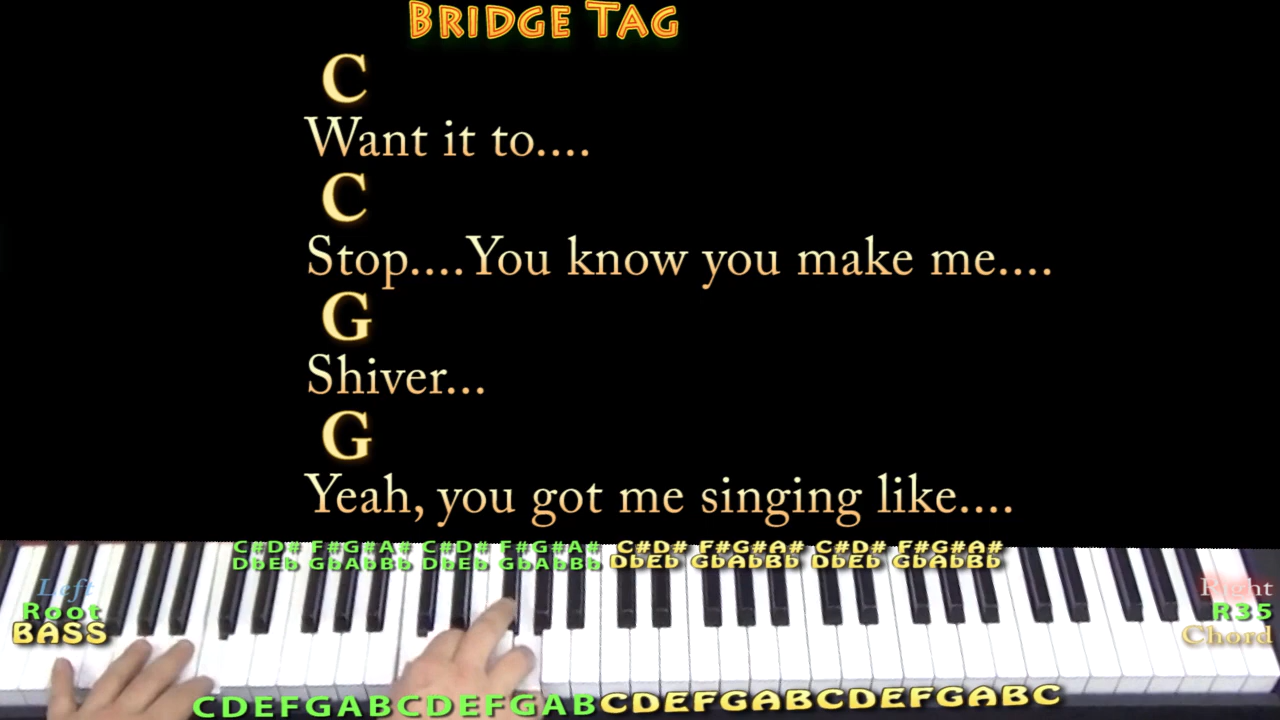 BRIDGE TAG
C
Want it to....
C
Stop....You know you make me....
G
Shiver...
G
Yeah, you got me singing like....
C#D# F#G#A# C#D# F#G#A# C#D# F#G#A# C#D# F#G#A#
DbEb GbAbBb DbEb GbAbBb DbEb GbAbBb DbEb GbAbBb
Left
Root
BASS
Right
R35
Chord
CDEFGABCDEFGABCDEFGABCDEFGABC